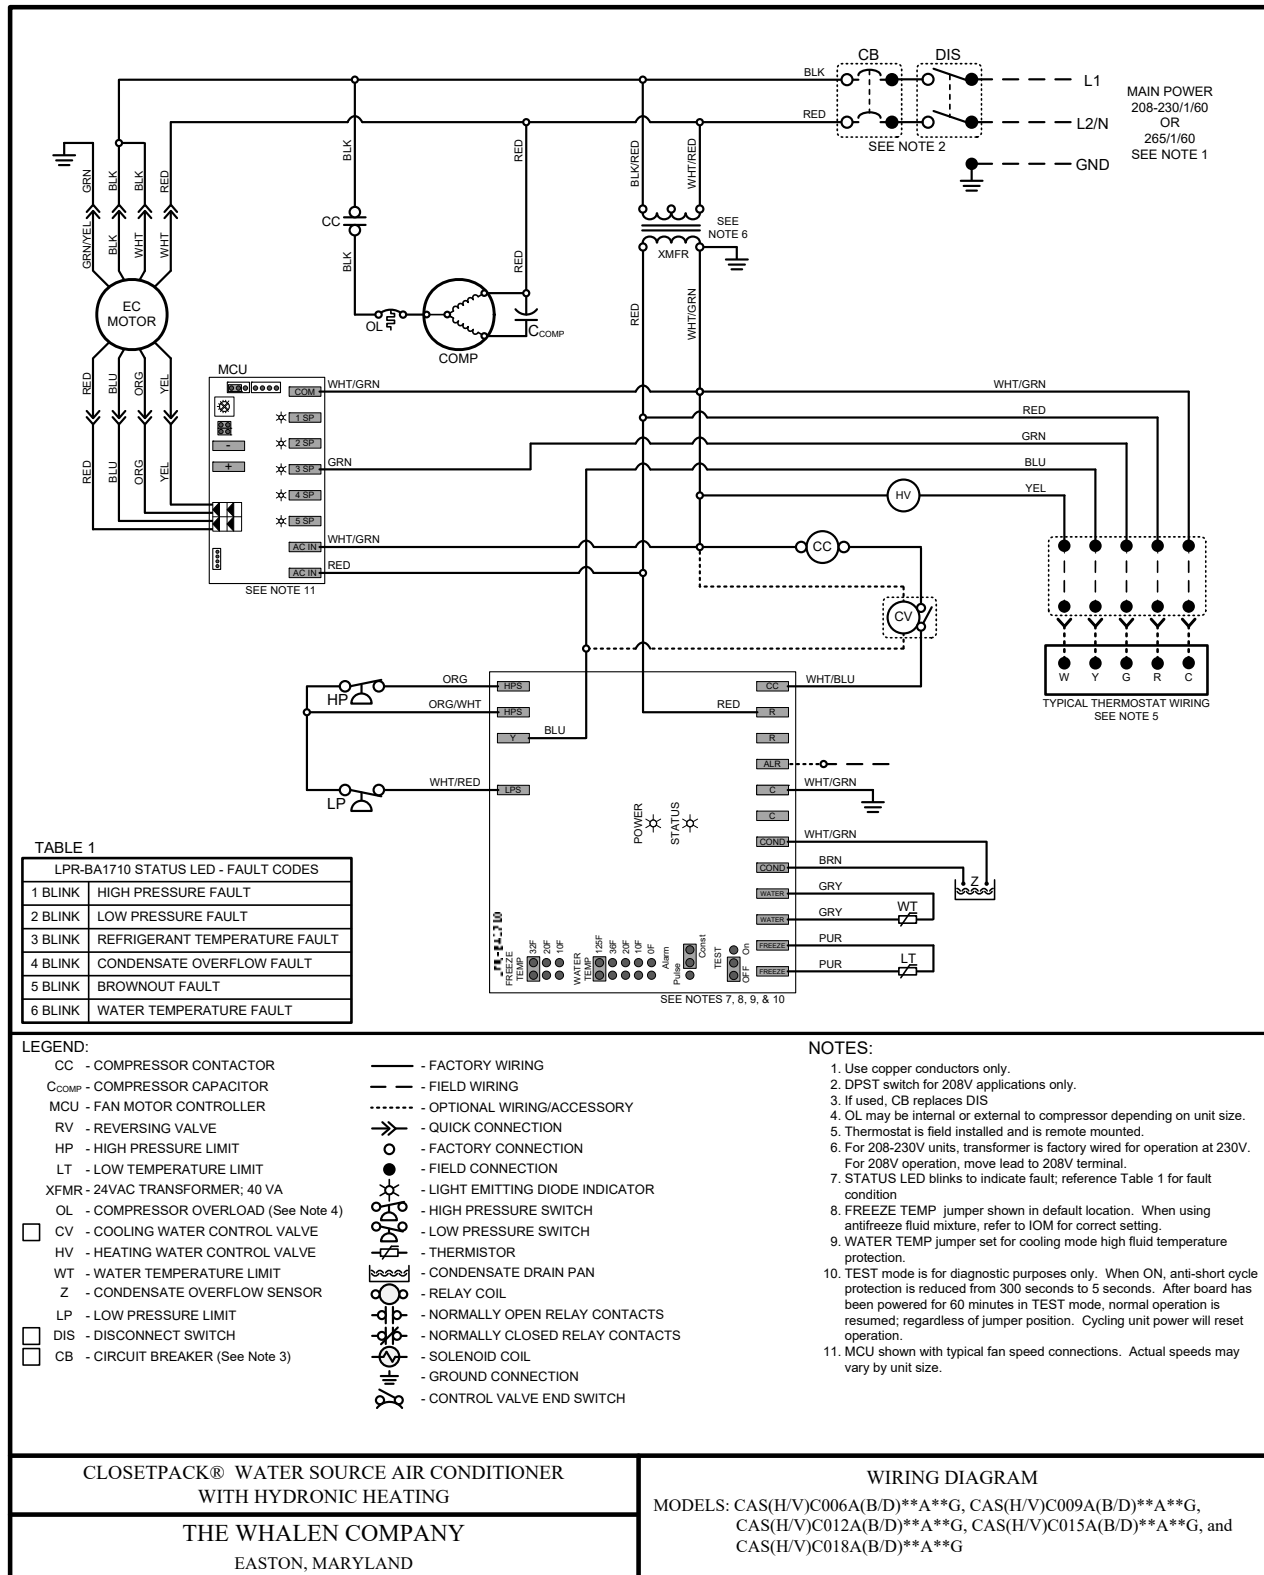 CB
DIS
BLK
L1
RED
L2/N
MAIN POWER
208-230/1/60
OR
265/1/60
SEE NOTE 1
SEE NOTE 2
GND
GRN
BLK
BLK
RED
GRN/YEL
BLK
WHT
WHT
BLK
CC
BLK
RED
RED
BLK/RED
WHT/RED
SEE
NOTE 6
XMFR
RED
WHT/GRN
EC
MOTOR
OL
COMP
CCOMP
RED
BLU
ORG
YEL
RED
BLU
ORG
YEL
MCU
COM
1 SP
2 SP
3 SP
4 SP
5 SP
AC IN
AC IN
-
+
WHT/GRN
GRN
WHT/GRN
RED
SEE NOTE 11
WHT/GRN
RED
GRN
BLU
YEL
HV
CC
CV
W Y G R C
TYPICAL THERMOSTAT WIRING
SEE NOTE 5
HP
LP
ORG
ORG/WHT
BLU
WHT/RED
HPS
HPS
Y
LPS
RED
CC
R
R
ALR
C
C
COND
COND
WATER
WATER
FREEZE
FREEZE
WHT/BLU
WHT/GRN
WHT/GRN
BRN
GRY
GRY
PUR
PUR
Z
WT
LT
POWER
STATUS
FREEZE
TEMP
32F
20F
10F
WATER
TEMP
125F
36F
20F
10F
0F
Alarm
Pulse
Const
TEST
OFF
On
SEE NOTES 7, 8, 9, & 10
TABLE 1
LPR-BA1710 STATUS LED - FAULT CODES
1 BLINK HIGH PRESSURE FAULT
2 BLINK LOW PRESSURE FAULT
3 BLINK REFRIGERANT TEMPERATURE FAULT
4 BLINK CONDENSATE OVERFLOW FAULT
5 BLINK BROWNOUT FAULT
6 BLINK WATER TEMPERATURE FAULT
LEGEND:
CC - COMPRESSOR CONTACTOR
CCOMP - COMPRESSOR CAPACITOR
MCU - FAN MOTOR CONTROLLER
RV - REVERSING VALVE
HP - HIGH PRESSURE LIMIT
LT - LOW TEMPERATURE LIMIT
XFMR - 24VAC TRANSFORMER; 40 VA
OL - COMPRESSOR OVERLOAD (See Note 4)
CV - COOLING WATER CONTROL VALVE
HV - HEATING WATER CONTROL VALVE
WT - WATER TEMPERATURE LIMIT
Z - CONDENSATE OVERFLOW SENSOR
LP - LOW PRESSURE LIMIT
DIS - DISCONNECT SWITCH
CB - CIRCUIT BREAKER (See Note 3)
- FACTORY WIRING
- FIELD WIRING
- OPTIONAL WIRING/ACCESSORY
- QUICK CONNECTION
- FACTORY CONNECTION
- FIELD CONNECTION
- LIGHT EMITTING DIODE INDICATOR
- HIGH PRESSURE SWITCH
- LOW PRESSURE SWITCH
- THERMISTOR
- CONDENSATE DRAIN PAN
- RELAY COIL
- NORMALLY OPEN RELAY CONTACTS
- NORMALLY CLOSED RELAY CONTACTS
- SOLENOID COIL
- GROUND CONNECTION
- CONTROL VALVE END SWITCH
NOTES:
1. Use copper conductors only.
2. DPST switch for 208V applications only.
3. If used, CB replaces DIS
4. OL may be internal or external to compressor depending on unit size.
5. Thermostat is field installed and is remote mounted.
6. For 208-230V units, transformer is factory wired for operation at 230V.
For 208V operation, move lead to 208V terminal.
7. STATUS LED blinks to indicate fault; reference Table 1 for fault
condition
8. FREEZE TEMP jumper shown in default location. When using
antifreeze fluid mixture, refer to IOM for correct setting.
9. WATER TEMP jumper set for cooling mode high fluid temperature
protection.
10. TEST mode is for diagnostic purposes only. When ON, anti-short cycle
protection is reduced from 300 seconds to 5 seconds. After board has
been powered for 60 minutes in TEST mode, normal operation is
resumed; regardless of jumper position. Cycling unit power will reset
operation.
11. MCU shown with typical fan speed connections. Actual speeds may
vary by unit size.
CLOSETPACK® WATER SOURCE AIR CONDITIONER
WITH HYDRONIC HEATING
THE WHALEN COMPANY
EASTON, MARYLAND
WIRING DIAGRAM
MODELS: CAS(H/V)C006A(B/D)**A**G, CAS(H/V)C009A(B/D)**A**G,
CAS(H/V)C012A(B/D)**A**G, CAS(H/V)C015A(B/D)**A**G, and
CAS(H/V)C018A(B/D)**A**G